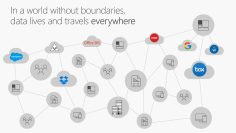 In a world without boundaries,
data lives and travels everywhere
Office 365
box